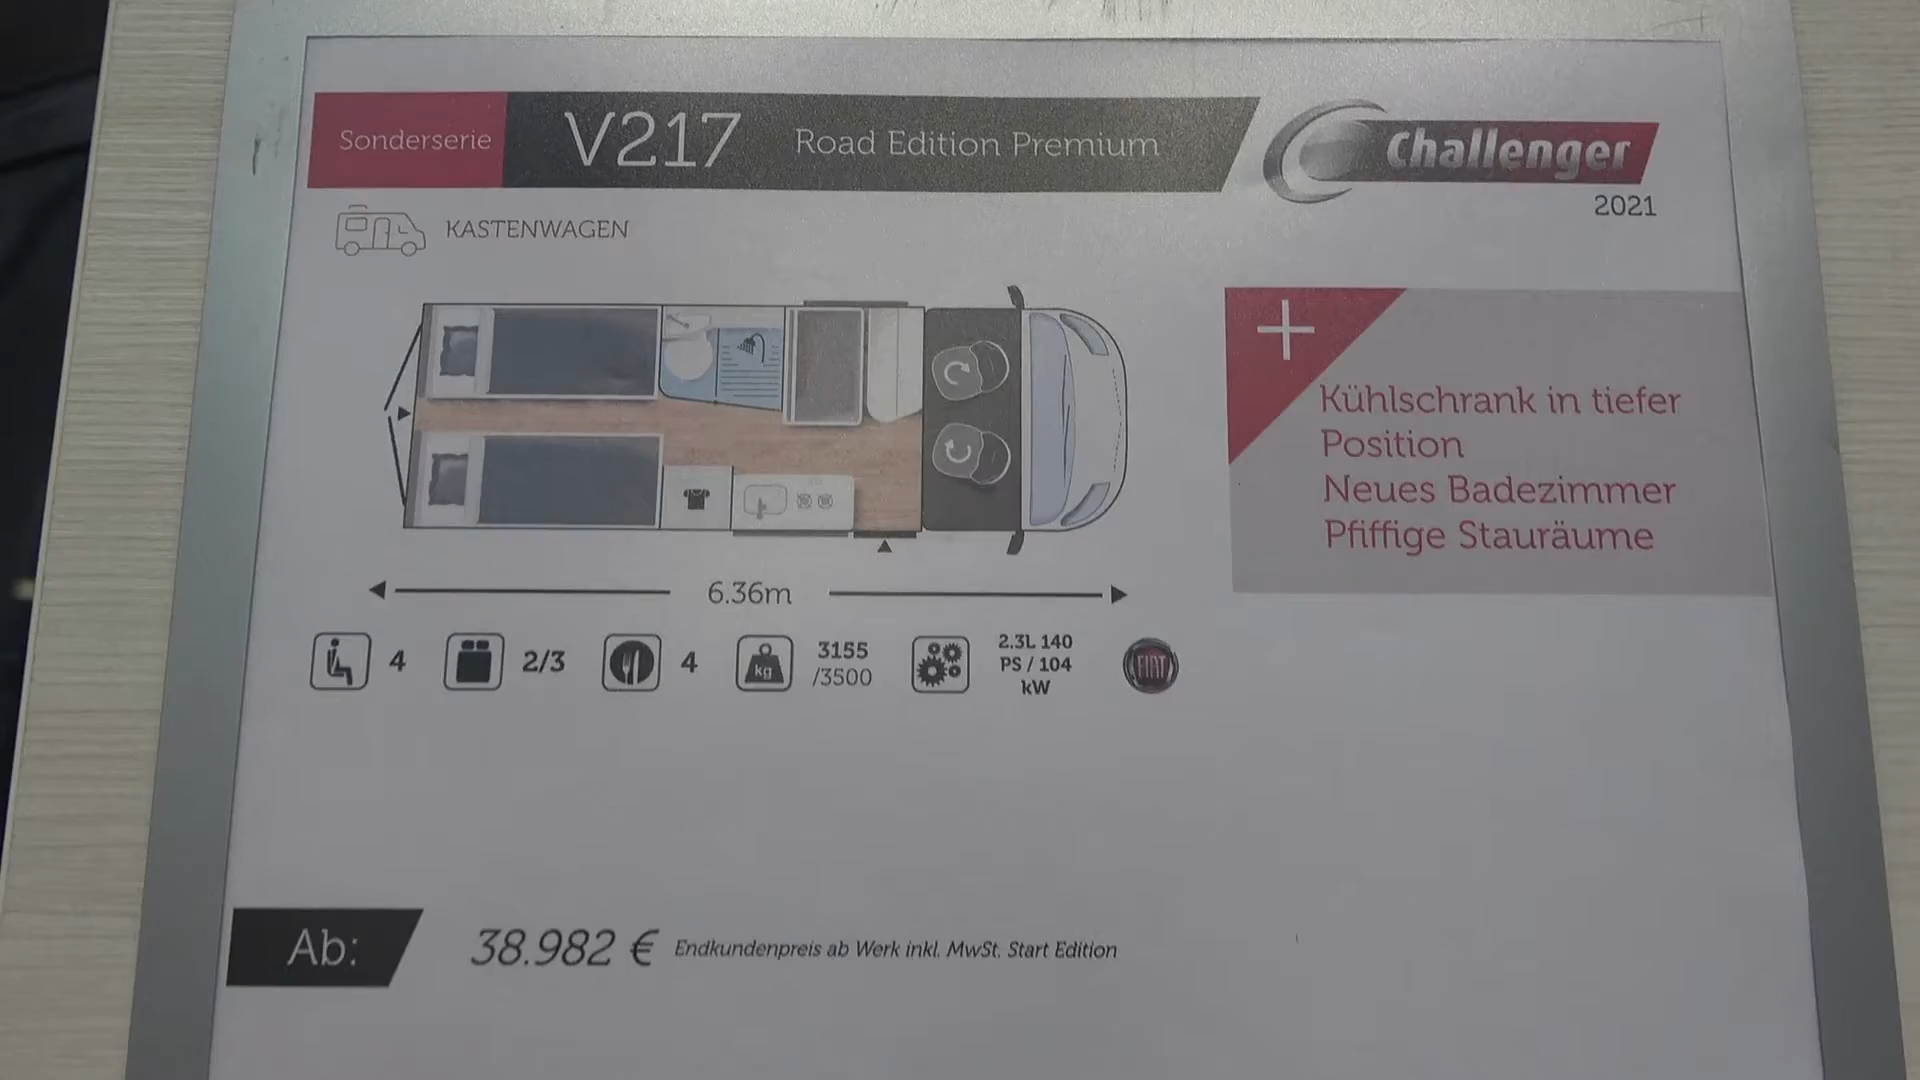 Sonderserie V217 Road Edition Premium Challenger
2021
KASTENWAGEN
Kühlschrank in tiefer
Position
Neues Badezimmer
Pfiffige Stauräume
6.36m
4 2/3 4 kg 3155 /3500 2.3L 140 PS / 104 kW FIAT
Ab: 38.982 € Endkundenpreis ab Werk inkl. MwSt. Start Edition